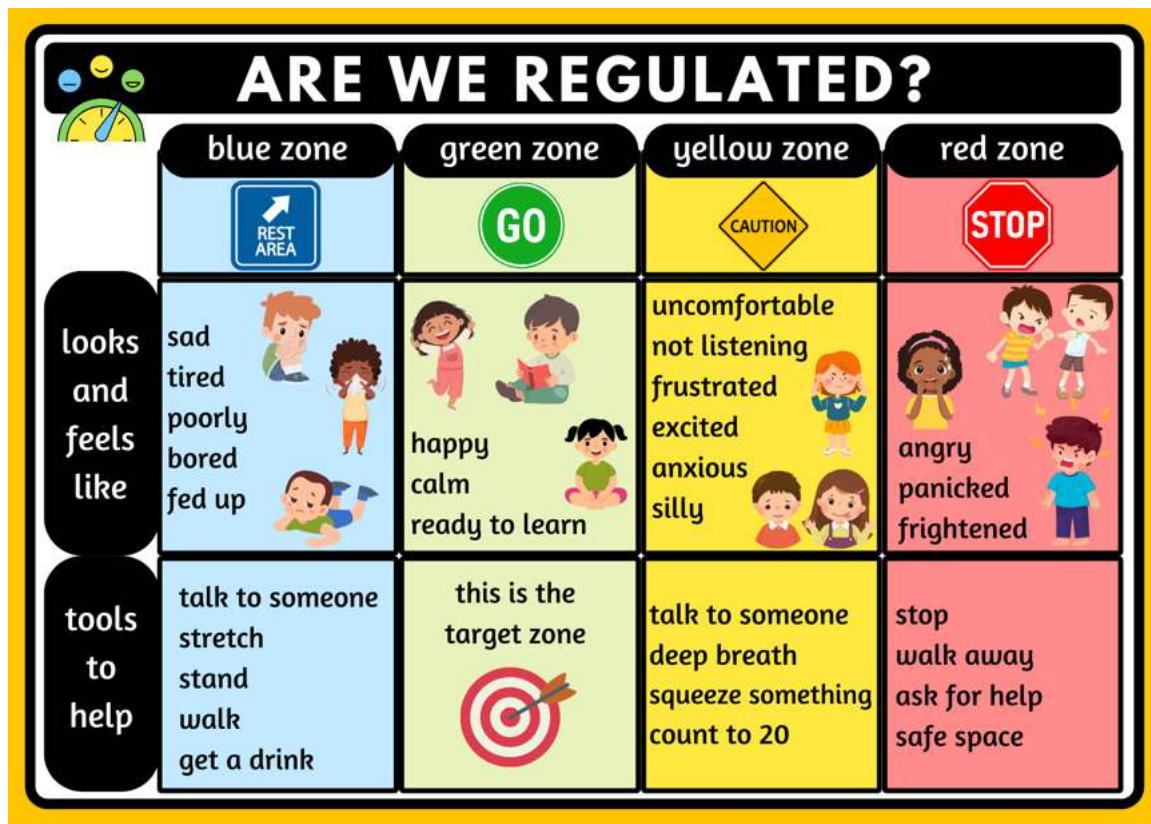 ARE WE REGULATED?
blue zone
green zone
yellow zone
red zone
REST
AREA
GO
CAUTION
STOP
looks
and
feels
like
sad
tired
poorly
bored
fed up
happy
calm
ready to learn
uncomfortable
not listening
frustrated
excited
anxious
silly
angry
panicked
frightened
tools
to
help
talk to someone
stretch
stand
walk
get a drink
this is the
target zone
talk to someone
deep breath
squeeze something
count to 20
stop
walk away
ask for help
safe space